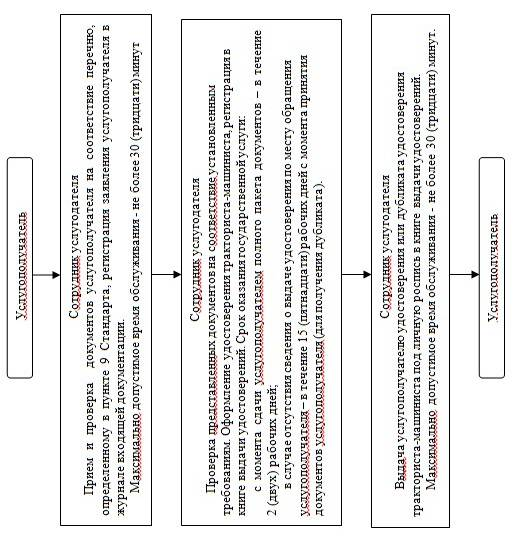 Услугополучатель
Сотрудник услугодателя
Прием и проверка документов услугополучателя на соответствие перечню,
определенному в пункте 9 Стандарта, регистрация заявления услугополучателя в
журнале входящей документации.
Максимально допустимое время обслуживания - не более 30 (тридцати) минут
Сотрудник услугодателя
Проверка представленных документов на соответствие установленным
требованиям. Оформление удостоверения тракториста-машиниста, регистрация в
книге выдачи удостоверений. Срок оказания государственной услуги:
с момента сдачи услугополучателем полного пакета документов – в течение
2 (двух) рабочих дней;
в случае отсутствия сведения о выдаче удостоверения по месту обращения
услугополучателя – в течение 15 (пятнадцати) рабочих дней с момента принятия
документов услугополучателя (для получения дубликата).
Сотрудник услугодателя
Выдача услугополучателю удостоверения или дубликата удостоверения
тракториста-машиниста под личную роспись в книге выдачи удостоверений.
Максимально допустимое время обслуживания - не более 30 (тридцати) минут.
Услугополучатель